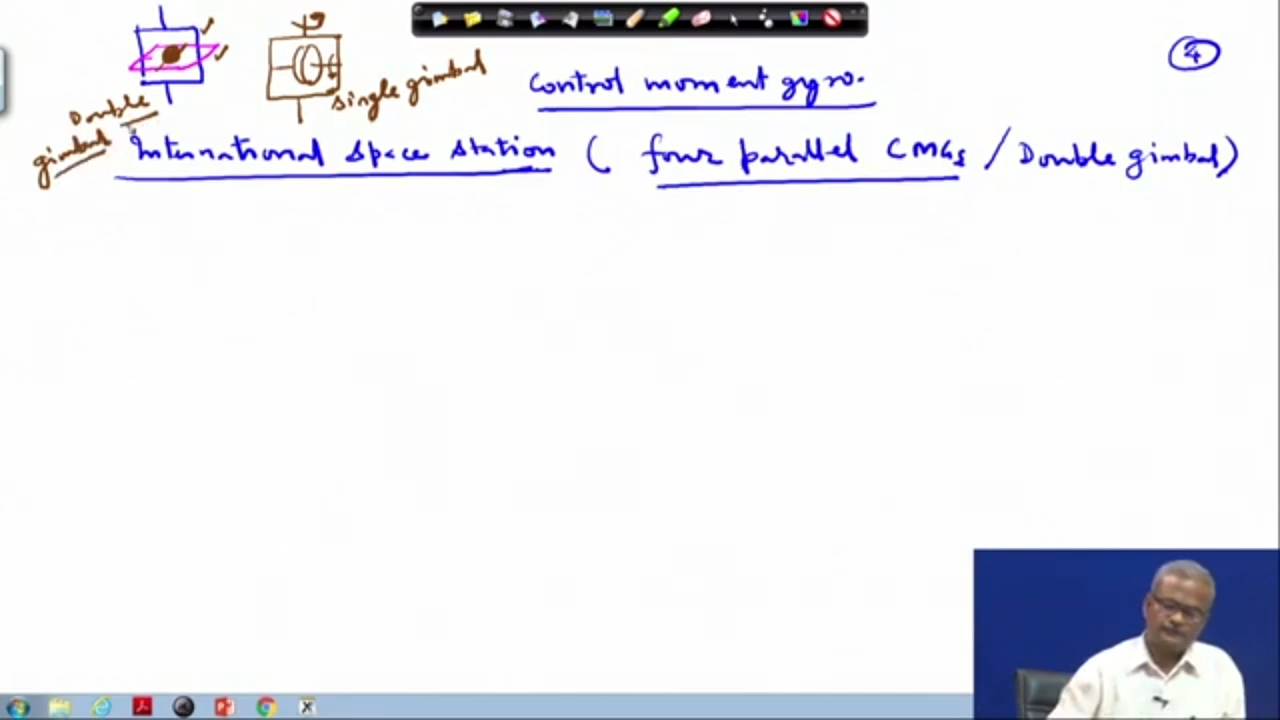 ④
Control moment gyro.
Single gimbal
Double
gimbal
International Space Station ( four parallel CMGs / Double gimbal )